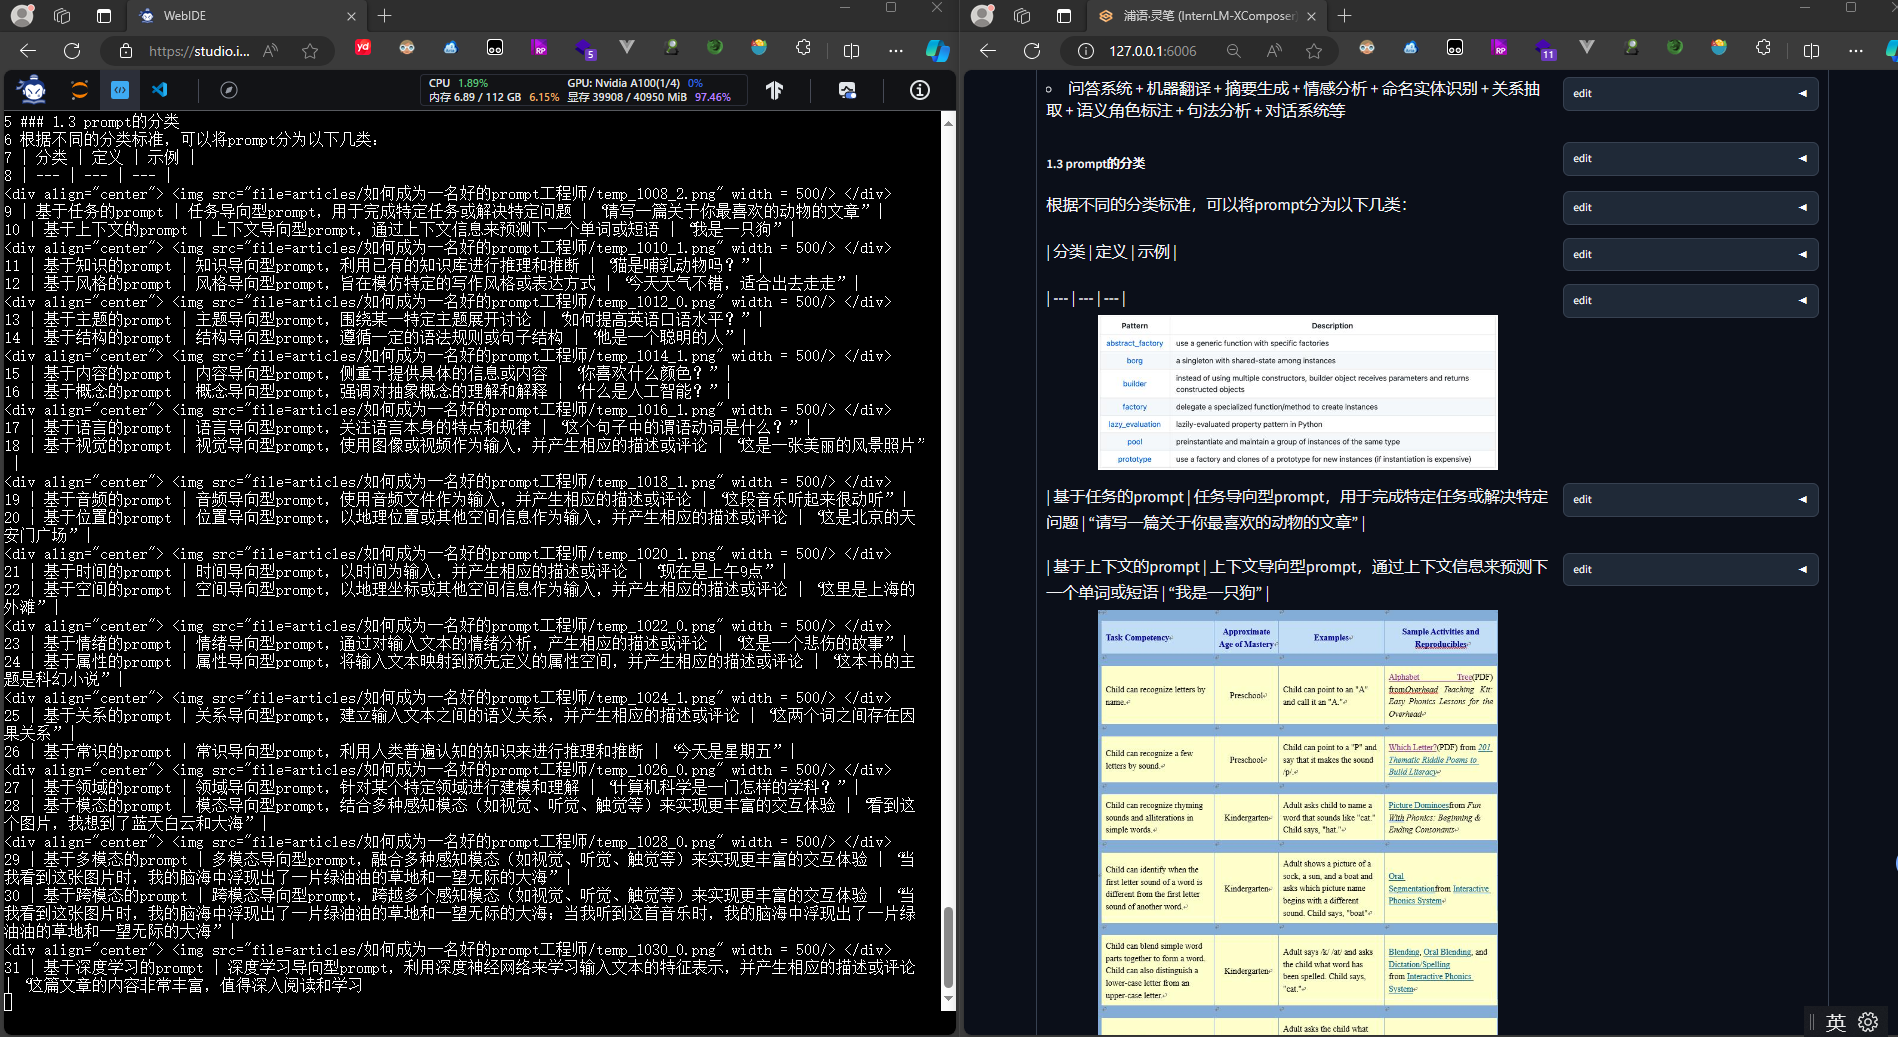 WebIDE
https://studio.i...
CPU 1.89% GPU: Nvidia A100(1/4) 0%
内存 6.89 / 112 GB 6.15% 显存 39908 / 40950 MiB 97.46%
5 ### 1.3 prompt的分类
6 根据不同的分类标准，可以将prompt分为以下几类：
7 | 分类 | 定义 | 示例 |
8 | --- | --- | --- |
<div align="center"> <img src="file=articles/如何成为一名好的prompt工程师/temp_1008_2.png" width = 500/> </div>
9 | 基于任务的prompt | 任务导向型prompt，用于完成特定任务或解决特定问题 | “请写一篇关于你最喜欢的动物的文章” |
10 | 基于上下文的prompt | 上下文导向型prompt，通过上下文信息来预测下一个单词或短语 | “我是一只狗” |
<div align="center"> <img src="file=articles/如何成为一名好的prompt工程师/temp_1010_1.png" width = 500/> </div>
11 | 基于知识的prompt | 知识导向型prompt，利用已有的知识库进行推理和推断 | “猫是哺乳动物吗？” |
12 | 基于风格的prompt | 风格导向型prompt，旨在模仿特定的写作风格或表达方式 | “今天天气不错，适合出去走走” |
<div align="center"> <img src="file=articles/如何成为一名好的prompt工程师/temp_1012_0.png" width = 500/> </div>
13 | 基于主题的prompt | 主题导向型prompt，围绕某一特定主题展开讨论 | “如何提高英语口语水平？” |
14 | 基于结构的prompt | 结构导向型prompt，遵循一定的语法规则或句子结构 | “他是一个聪明的人” |
<div align="center"> <img src="file=articles/如何成为一名好的prompt工程师/temp_1014_1.png" width = 500/> </div>
15 | 基于内容的prompt | 内容导向型prompt，侧重于提供具体的信息或内容 | “你喜欢什么颜色？” |
16 | 基于概念的prompt | 概念导向型prompt，强调对抽象概念的理解和解释 | “什么是人工智能？” |
<div align="center"> <img src="file=articles/如何成为一名好的prompt工程师/temp_1016_1.png" width = 500/> </div>
17 | 基于语言的prompt | 语言导向型prompt，关注语言本身的特点和规律 | “这个句子中的谓语动词是什么？” |
18 | 基于视觉的prompt | 视觉导向型prompt，使用图像或视频作为输入，并产生相应的描述或评论 | “这是一张美丽的风景照片”
|
<div align="center"> <img src="file=articles/如何成为一名好的prompt工程师/temp_1018_1.png" width = 500/> </div>
19 | 基于音频的prompt | 音频导向型prompt，使用音频文件作为输入，并产生相应的描述或评论 | “这段音乐听起来很动听” |
20 | 基于位置的prompt | 位置导向型prompt，以地理位置或其他空间信息作为输入，并产生相应的描述或评论 | “这是北京的天
安门广场” |
<div align="center"> <img src="file=articles/如何成为一名好的prompt工程师/temp_1020_1.png" width = 500/> </div>
21 | 基于时间的prompt | 时间导向型prompt，以时间为输入，并产生相应的描述或评论 | “现在是上午9点” |
22 | 基于空间的prompt | 空间导向型prompt，以地理坐标或其他空间信息作为输入，并产生相应的描述或评论 | “这里是上海的
外滩” |
<div align="center"> <img src="file=articles/如何成为一名好的prompt工程师/temp_1022_0.png" width = 500/> </div>
23 | 基于情绪的prompt | 情绪导向型prompt，通过对输入文本的情绪分析，产生相应的描述或评论 | “这是一个悲伤的故事” |
24 | 基于属性的prompt | 属性导向型prompt，将输入文本映射到预先定义的属性空间，并产生相应的描述或评论 | “这本书的主
题是科幻小说” |
<div align="center"> <img src="file=articles/如何成为一名好的prompt工程师/temp_1024_1.png" width = 500/> </div>
25 | 基于关系的prompt | 关系导向型prompt，建立输入文本之间的语义关系，并产生相应的描述或评论 | “这两个词之间存在因
果关系” |
26 | 基于常识的prompt | 常识导向型prompt，利用人类普遍认知的知识来进行推理和推断 | “今天是星期五” |
<div align="center"> <img src="file=articles/如何成为一名好的prompt工程师/temp_1026_0.png" width = 500/> </div>
27 | 基于领域的prompt | 领域导向型prompt，针对某个特定领域进行建模和理解 | “计算机科学是一门怎样的学科？” |
28 | 基于模态的prompt | 模态导向型prompt，结合多种感知模态（如视觉、听觉、触觉等）来实现更丰富的交互体验 | “看到这
个图片，我想到了蓝天白云和大海” |
<div align="center"> <img src="file=articles/如何成为一名好的prompt工程师/temp_1028_0.png" width = 500/> </div>
29 | 基于多模态的prompt | 多模态导向型prompt，融合多种感知模态（如视觉、听觉、触觉等）来实现更丰富的交互体验 | “当
我看到这张图片时，我的脑海中浮现出了一片绿油油的草地和一望无际的大海” |
30 | 基于跨模态的prompt | 跨模态导向型prompt，跨越多个感知模态（如视觉、听觉、触觉等）来实现更丰富的交互体验 | “当
我看到这张图片时，我的脑海中浮现出了一片绿油油的草地和一望无际的大海；当我听到这首音乐时，我的脑海中浮现出了一片绿
油油的草地和一望无际的大海” |
<div align="center"> <img src="file=articles/如何成为一名好的prompt工程师/temp_1030_0.png" width = 500/> </div>
31 | 基于深度学习的prompt | 深度学习导向型prompt，利用深度神经网络来学习输入文本的特征表示，并产生相应的描述或评论
| “这篇文章的内容非常丰富，值得深入阅读和学习
浦语·灵笔 (InternLM-XComposer)
127.0.0.1:6006
问答系统 + 机器翻译 + 摘要生成 + 情感分析 + 命名实体识别 + 关系抽
取 + 语义角色标注 + 句法分析 + 对话系统等
edit
1.3 prompt的分类
edit
根据不同的分类标准，可以将prompt分为以下几类：
edit
| 分类 | 定义 | 示例 |
edit
| --- | --- | --- |
edit
Pattern Description
abstract_factory use a generic function with specific factories
borg a singleton with shared-state among instances
builder instead of using multiple constructors, builder object receives parameters and returns
constructed objects
factory delegate a specialized function/method to create instances
lazy_evaluation lazily-evaluated property pattern in Python
pool preinstantiate and maintain a group of instances of the same type
prototype use a factory and clones of a prototype for new instances (if instantiation is expensive)
| 基于任务的prompt | 任务导向型prompt，用于完成特定任务或解决特定
问题 | “请写一篇关于你最喜欢的动物的文章” |
edit
| 基于上下文的prompt | 上下文导向型prompt，通过上下文信息来预测下
一个单词或短语 | “我是一只狗” |
edit
Task Competency Approximate Examples Sample Activities and
Age of Mastery Reproducibles
Child can recognize letters by
name.
Preschool
Child can point to an "A"
and call it an "A."
Alphabet Tree(PDF)
fromOverhead Teaching Kit:
Easy Phonics Lessons for the
Overhead
Child can recognize a few
letters by sound.
Preschool
Child can point to a "P" and
say that it makes the sound
/p/.
Which Letter?(PDF) from 201
Thematic Riddle Poems to
Build Literacy
Child can recognize rhyming
sounds and alliterations in
simple words.
Kindergarten
Adult asks child to name a
word that sounds like "cat."
Child says, "hat."
Picture Dominoesfrom Fun
With Phonics: Beginning &
Ending Consonants
Child can identify when the
first letter sound of a word is
different from the first letter
sound of another word.
Kindergarten
Adult shows a picture of a
sock, a sun, and a boat and
asks which picture name
begins with a different
sound. Child says, "boat"
Oral
Segmentationfrom Interactive
Phonics System
Child can blend simple word
parts together to form a word.
Child can also distinguish a
lower-case letter from an
upper-case letter.
Kindergarten
Adult says /k/ /at/ and asks
the child what word has
been spelled. Child says,
"cat."
Blending, Oral Blending, and
Dictation/Spelling
from Interactive Phonics
System
Adult asks the child what
英